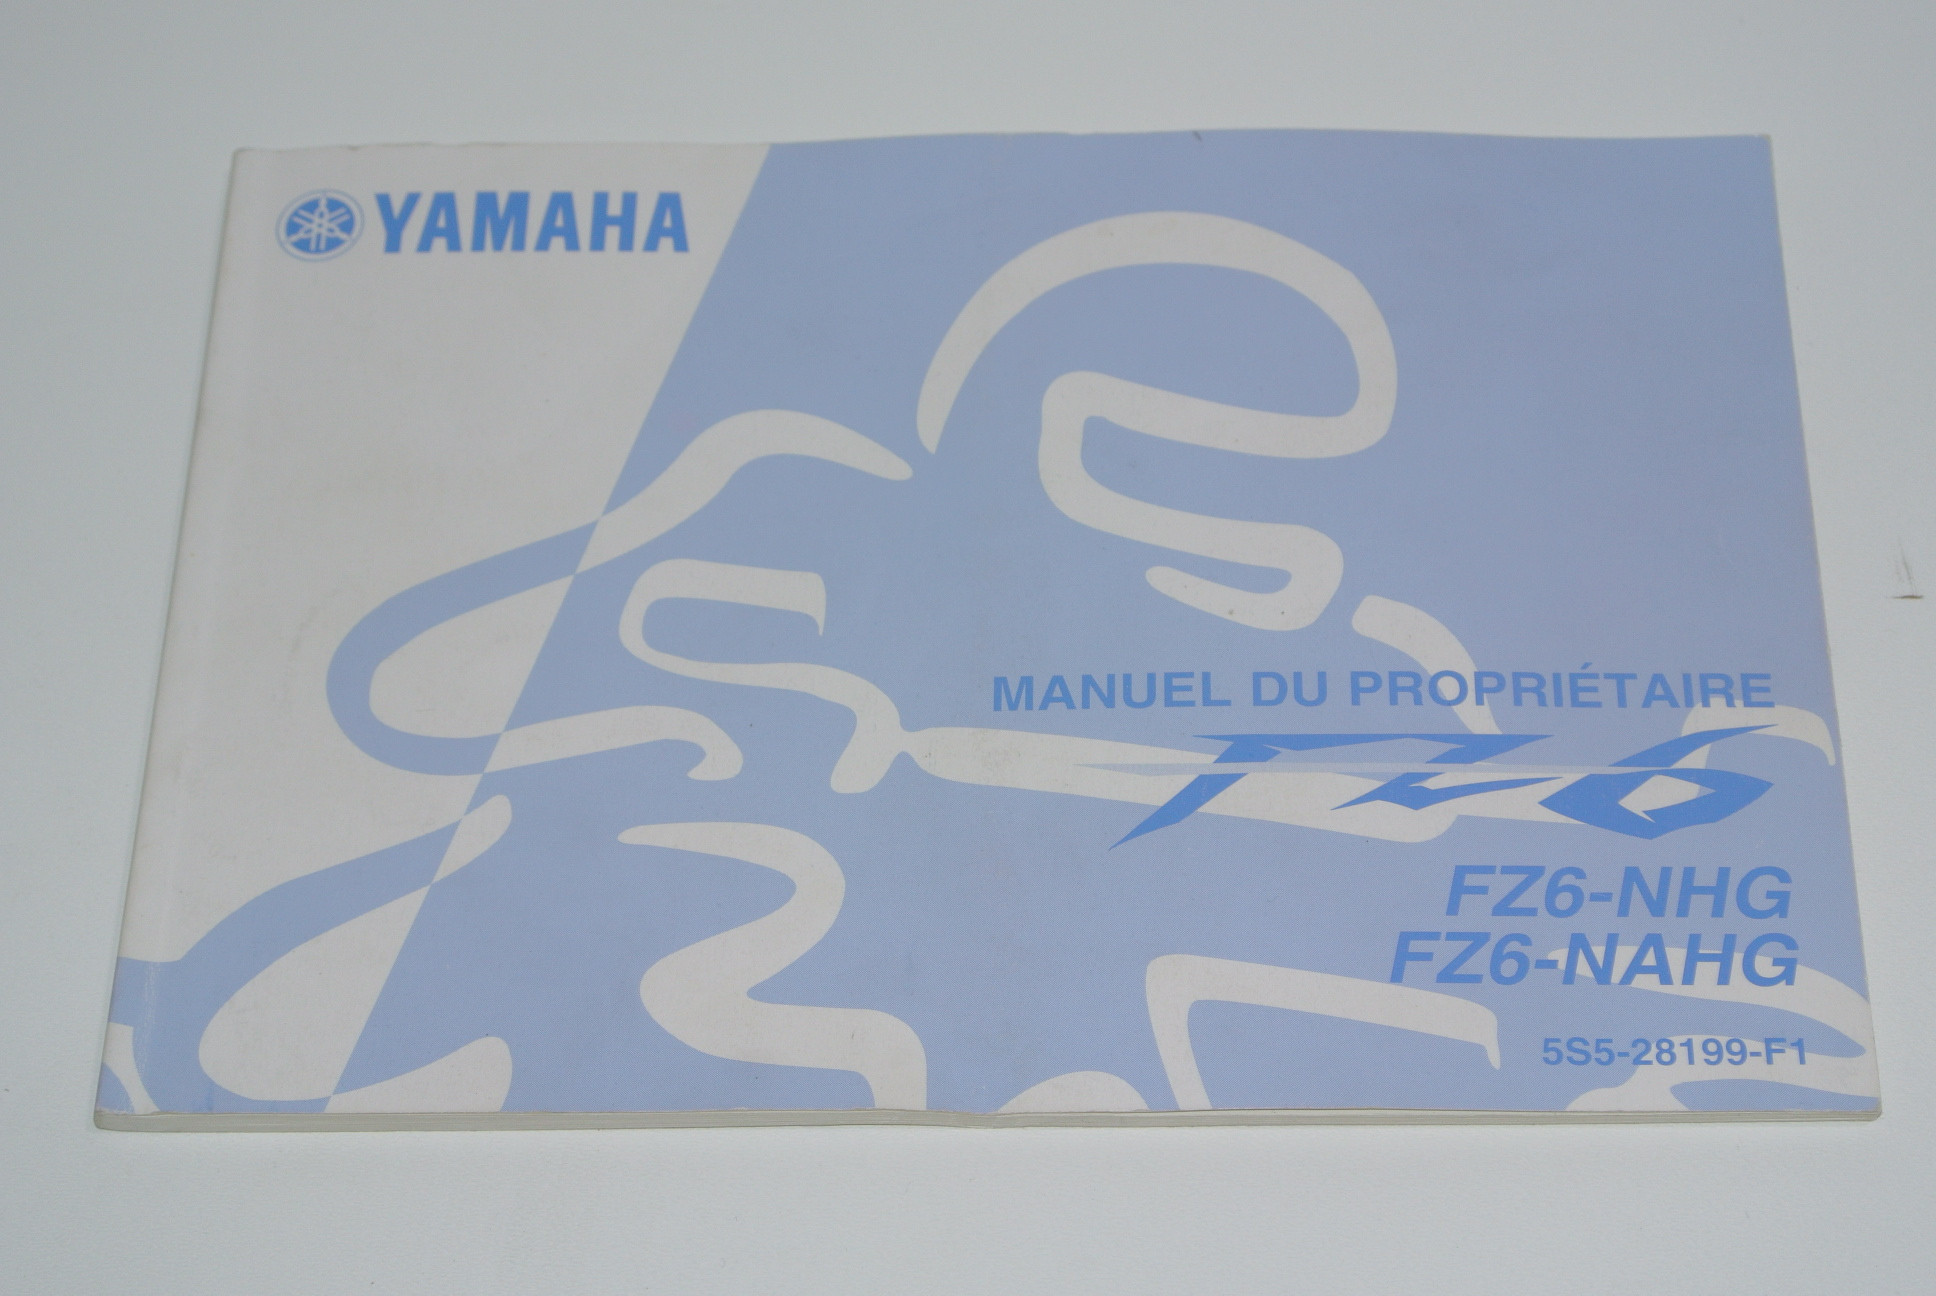 YAMAHA
MANUEL DU PROPRIÉTAIRE
FZ6
FZ6-NHG
FZ6-NAHG
5S5-28199-F1